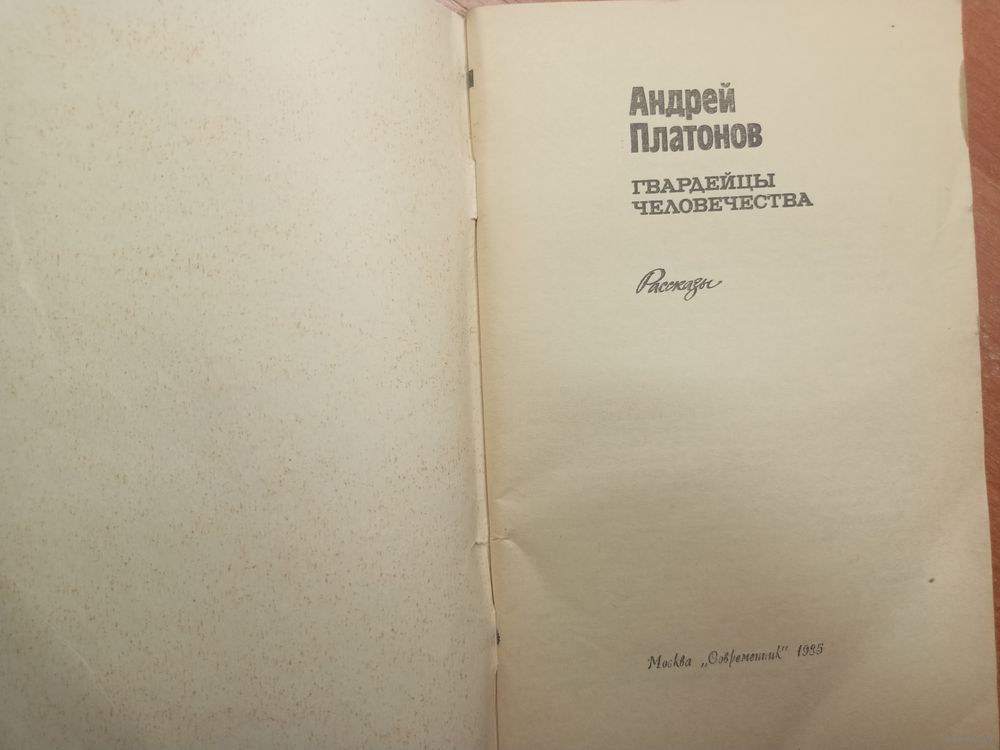 Андрей
Платонов
ГВАРДЕЙЦЫ
ЧЕЛОВЕЧЕСТВА
Рассказы
Москва „Современник" 1985